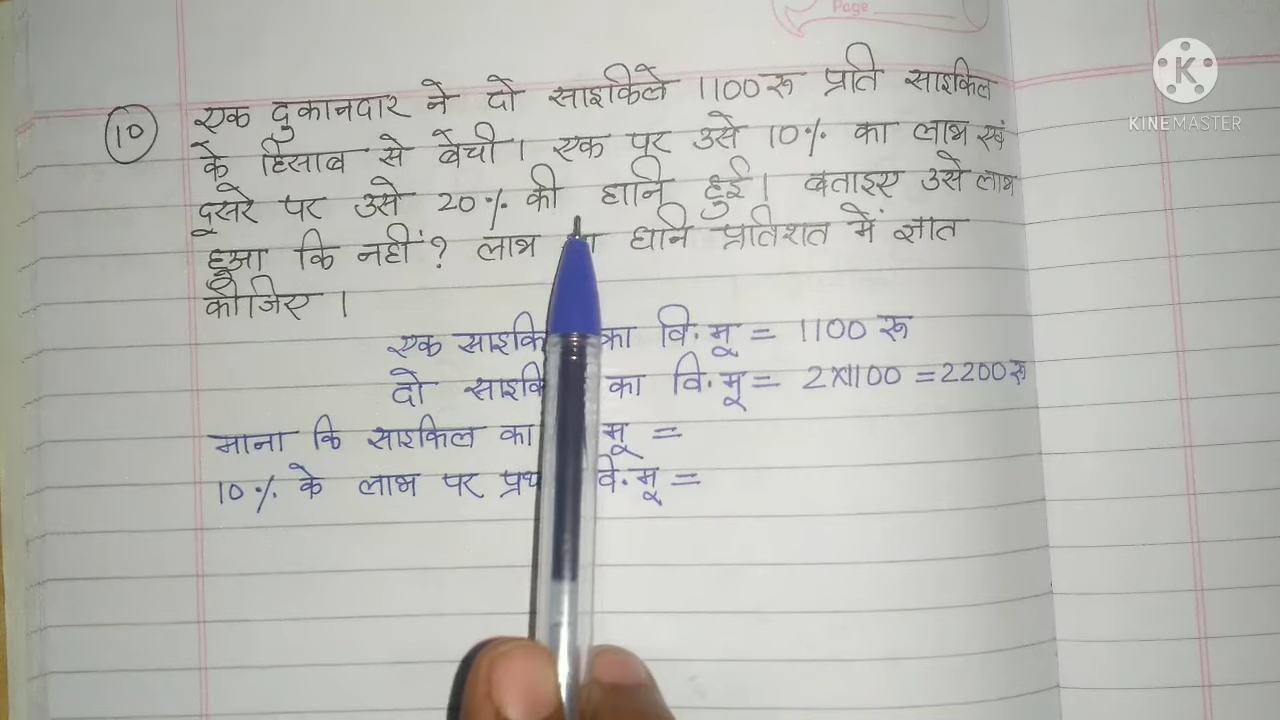 Page
K
KINEMASTER
10 एक दुकानदार ने दो साइकिले 1100 रू प्रति साइकिल
के हिसाब से बेंची। एक पर उसे 10% का लाभ एवं
दूसरे पर उसे 20% की हानि हुई। बताइए उसे लाभ
हुआ कि नहीं? लाभ हानि प्रतिशत में ज्ञात
कीजिए।
एक साइकि का वि.मू = 1100 रू
दो साइकि का वि.मू = 2×1100 = 2200 रू
माना कि साइकिल का मू =
10% के लाभ पर प्रथ वि.मू =